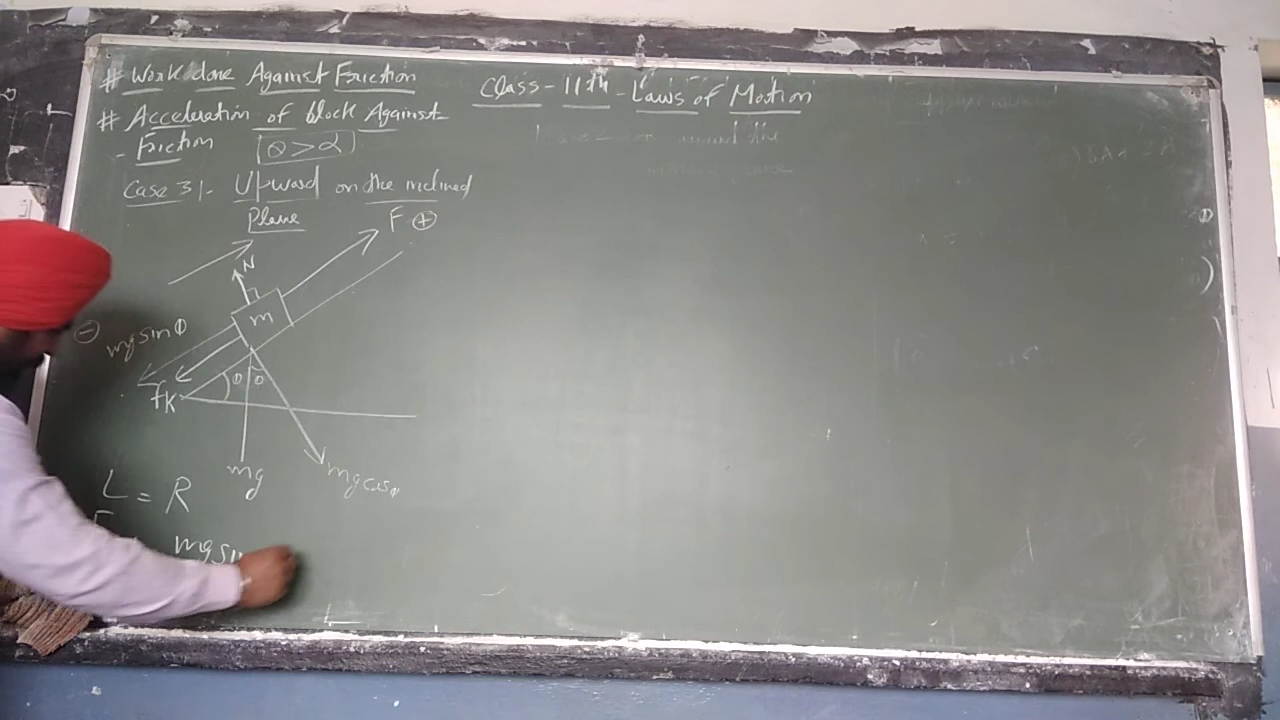 # Work done Against Friction
Class - 11th - Laws of Motion
# Acceleration of block Against
- Friction θ > α
Case 3/- Upward on the inclined
Plane
F +
N
m
- mg sin θ
θ θ
fK
mg
mg cos θ
L = R
mg sin